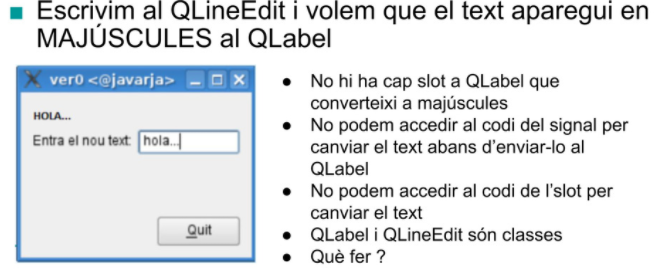 Escrivim al QLineEdit i volem que el text aparegui en
MAJÚSCULES al QLabel
ver0 <@javarja>
HOLA...
Entra el nou text: hola...
Quit
● No hi ha cap slot a QLabel que
converteixi a majúscules
● No podem accedir al codi del signal per
canviar el text abans d'enviar-lo al
QLabel
● No podem accedir al codi de l'slot per
canviar el text
● QLabel i QLineEdit són classes
● Què fer ?